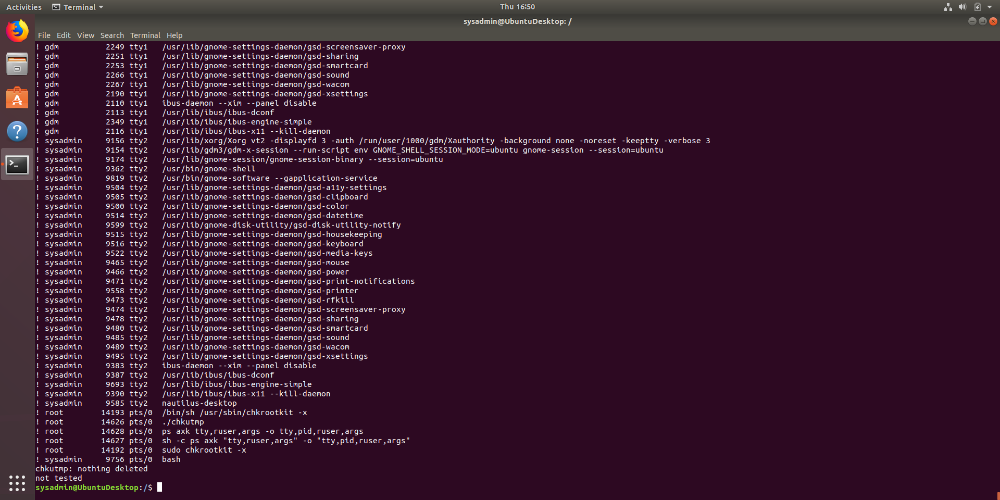 Activities
Terminal
Thu 16:50
sysadmin@UbuntuDesktop: /
File Edit View Search Terminal Help
! gdm 2249 tty1 /usr/lib/gnome-settings-daemon/gsd-screensaver-proxy
! gdm 2251 tty1 /usr/lib/gnome-settings-daemon/gsd-sharing
! gdm 2253 tty1 /usr/lib/gnome-settings-daemon/gsd-smartcard
! gdm 2266 tty1 /usr/lib/gnome-settings-daemon/gsd-sound
! gdm 2267 tty1 /usr/lib/gnome-settings-daemon/gsd-wacom
! gdm 2190 tty1 /usr/lib/gnome-settings-daemon/gsd-xsettings
! gdm 2110 tty1 ibus-daemon --xim --panel disable
! gdm 2113 tty1 /usr/lib/ibus/ibus-dconf
! gdm 2349 tty1 /usr/lib/ibus/ibus-engine-simple
! gdm 2116 tty1 /usr/lib/ibus/ibus-x11 --kill-daemon
! sysadmin 9156 tty2 /usr/lib/xorg/Xorg vt2 -displayfd 3 -auth /run/user/1000/gdm/Xauthority -background none -noreset -keeptty -verbose 3
! sysadmin 9154 tty2 /usr/lib/gdm3/gdm-x-session --run-script env GNOME_SHELL_SESSION_MODE=ubuntu gnome-session --session=ubuntu
! sysadmin 9174 tty2 /usr/lib/gnome-session/gnome-session-binary --session=ubuntu
! sysadmin 9362 tty2 /usr/bin/gnome-shell
! sysadmin 9819 tty2 /usr/bin/gnome-software --gapplication-service
! sysadmin 9504 tty2 /usr/lib/gnome-settings-daemon/gsd-a11y-settings
! sysadmin 9505 tty2 /usr/lib/gnome-settings-daemon/gsd-clipboard
! sysadmin 9500 tty2 /usr/lib/gnome-settings-daemon/gsd-color
! sysadmin 9514 tty2 /usr/lib/gnome-settings-daemon/gsd-datetime
! sysadmin 9599 tty2 /usr/lib/gnome-disk-utility/gsd-disk-utility-notify
! sysadmin 9515 tty2 /usr/lib/gnome-settings-daemon/gsd-housekeeping
! sysadmin 9516 tty2 /usr/lib/gnome-settings-daemon/gsd-keyboard
! sysadmin 9522 tty2 /usr/lib/gnome-settings-daemon/gsd-media-keys
! sysadmin 9465 tty2 /usr/lib/gnome-settings-daemon/gsd-mouse
! sysadmin 9466 tty2 /usr/lib/gnome-settings-daemon/gsd-power
! sysadmin 9471 tty2 /usr/lib/gnome-settings-daemon/gsd-print-notifications
! sysadmin 9558 tty2 /usr/lib/gnome-settings-daemon/gsd-printer
! sysadmin 9473 tty2 /usr/lib/gnome-settings-daemon/gsd-rfkill
! sysadmin 9474 tty2 /usr/lib/gnome-settings-daemon/gsd-screensaver-proxy
! sysadmin 9478 tty2 /usr/lib/gnome-settings-daemon/gsd-sharing
! sysadmin 9480 tty2 /usr/lib/gnome-settings-daemon/gsd-smartcard
! sysadmin 9485 tty2 /usr/lib/gnome-settings-daemon/gsd-sound
! sysadmin 9489 tty2 /usr/lib/gnome-settings-daemon/gsd-wacom
! sysadmin 9495 tty2 /usr/lib/gnome-settings-daemon/gsd-xsettings
! sysadmin 9383 tty2 ibus-daemon --xim --panel disable
! sysadmin 9387 tty2 /usr/lib/ibus/ibus-dconf
! sysadmin 9693 tty2 /usr/lib/ibus/ibus-engine-simple
! sysadmin 9390 tty2 /usr/lib/ibus/ibus-x11 --kill-daemon
! sysadmin 9585 tty2 nautilus-desktop
! root 14193 pts/0 /bin/sh /usr/sbin/chkrootkit -x
! root 14626 pts/0 ./chkutmp
! root 14628 pts/0 ps axk tty,ruser,args -o tty,pid,ruser,args
! root 14627 pts/0 sh -c ps axk "tty,ruser,args" -o "tty,pid,ruser,args"
! root 14192 pts/0 sudo chkrootkit -x
! sysadmin 9756 pts/0 bash
chkutmp: nothing deleted
not tested
sysadmin@UbuntuDesktop:/$